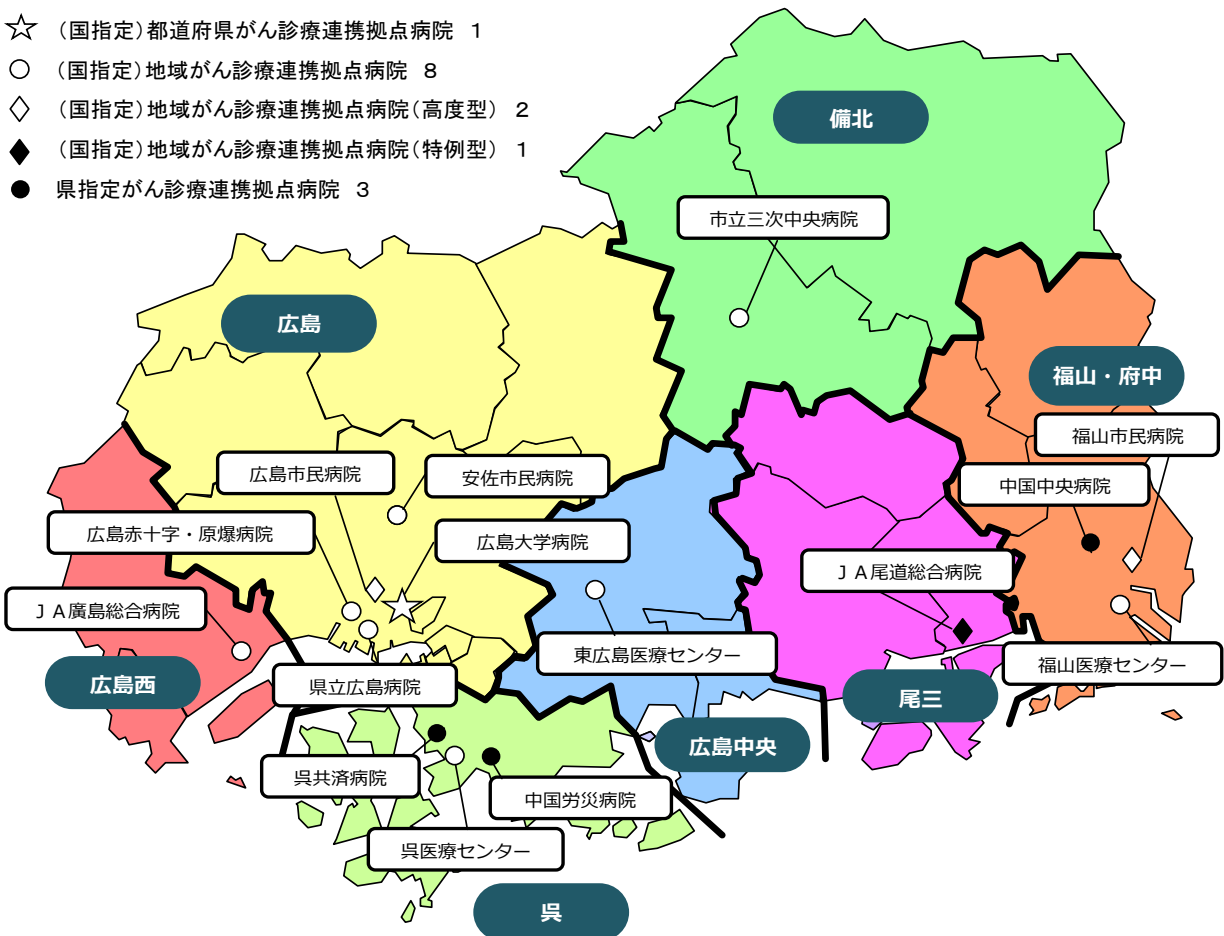 (国指定)都道府県がん診療連携拠点病院 1
(国指定)地域がん診療連携拠点病院 8
(国指定)地域がん診療連携拠点病院(高度型) 2
(国指定)地域がん診療連携拠点病院(特例型) 1
県指定がん診療連携拠点病院 3
備北
市立三次中央病院
広島
福山・府中
福山市民病院
広島市民病院
安佐市民病院
中国中央病院
広島赤十字・原爆病院
広島大学病院
JA尾道総合病院
JA廣島総合病院
東広島医療センター
福山医療センター
広島西
県立広島病院
尾三
広島中央
呉共済病院
中国労災病院
呉医療センター
呉